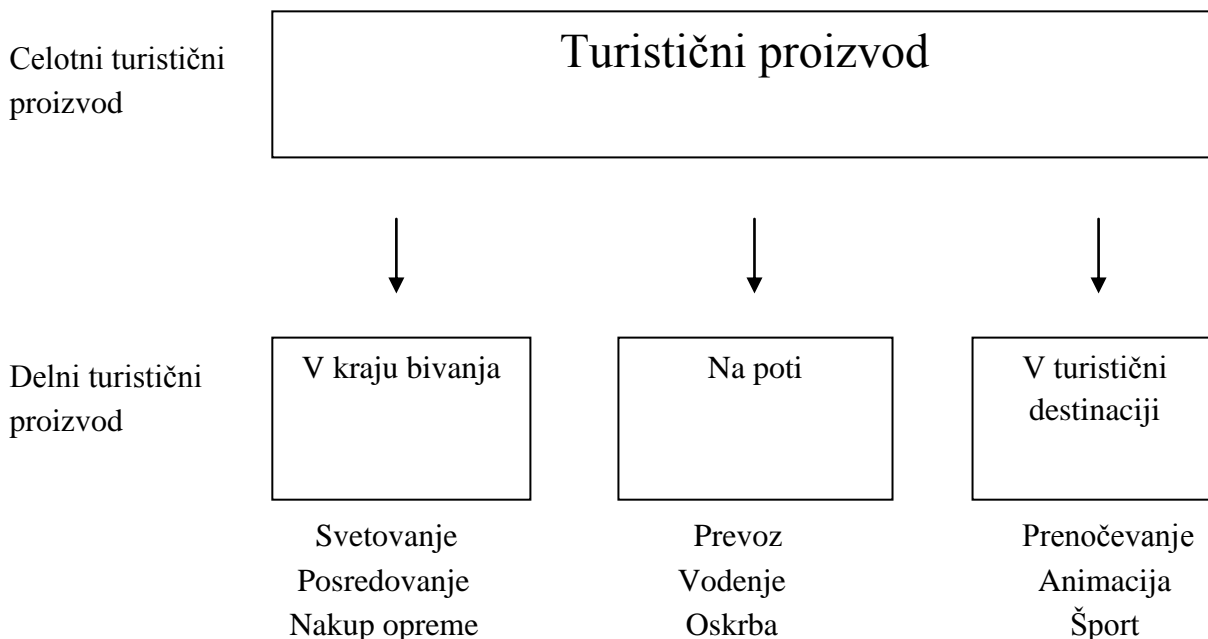 Celotni turistični
proizvod
Turistični proizvod
Delni turistični
proizvod
V kraju bivanja
Na poti
V turistični
destinaciji
Svetovanje
Posredovanje
Nakup opreme
Prevoz
Vodenje
Oskrba
Prenočevanje
Animacija
Šport